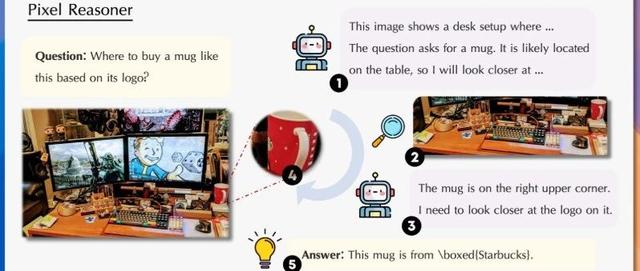 Pixel Reasoner
Question: Where to buy a mug like
this based on its logo?
This image shows a desk setup where ...
The question asks for a mug. It is likely located
on the table, so I will look closer at ...
1
2
The mug is on the right upper corner.
I need to look closer at the logo on it.
3
4
5 Answer: This mug is from \boxed{Starbucks}.